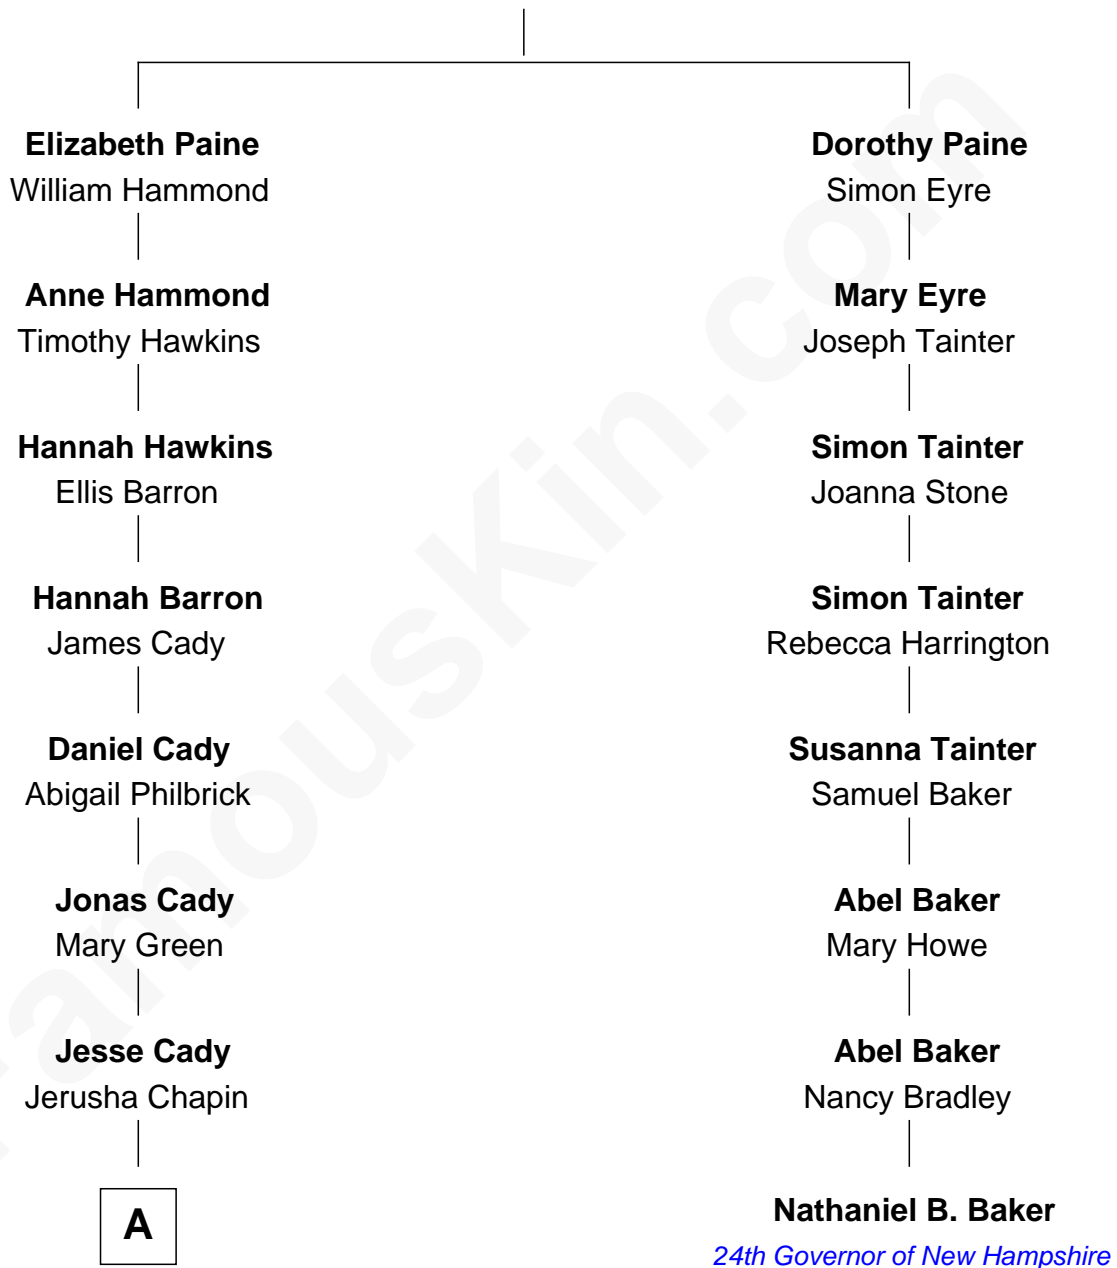 Elizabeth Paine
William Hammond
Dorothy Paine
Simon Eyre
Anne Hammond
Timothy Hawkins
Mary Eyre
Joseph Tainter
Hannah Hawkins
Ellis Barron
Simon Tainter
Joanna Stone
Hannah Barron
James Cady
Simon Tainter
Rebecca Harrington
Daniel Cady
Abigail Philbrick
Susanna Tainter
Samuel Baker
Jonas Cady
Mary Green
Abel Baker
Mary Howe
Jesse Cady
Jerusha Chapin
Abel Baker
Nancy Bradley
A
Nathaniel B. Baker
24th Governor of New Hampshire
FamousKin.com